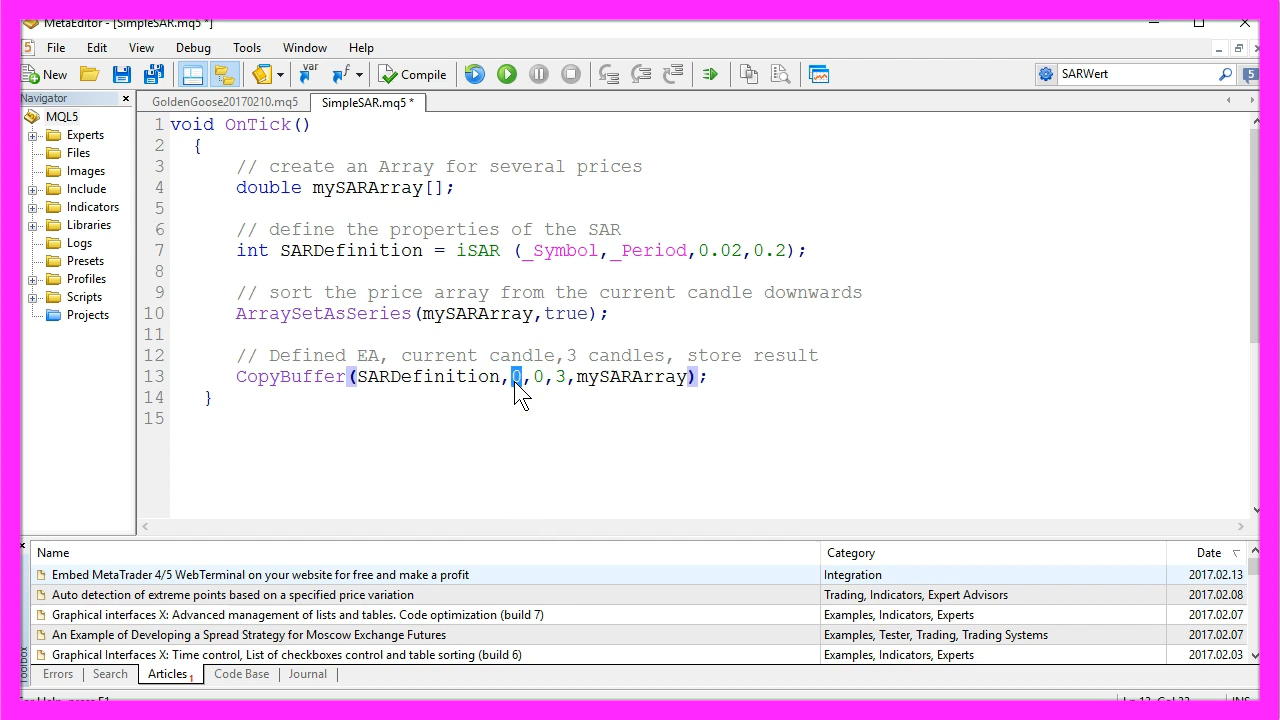 MetaEditor - [SimpleSAR.mq5 *]
File Edit View Debug Tools Window Help
New Compile SARWert 5
Navigator
GoldenGoose20170210.mq5 SimpleSAR.mq5 *
MQL5
Experts
Files
Images
Include
Indicators
Libraries
Logs
Presets
Profiles
Scripts
Projects
1 void OnTick()
2 {
3 // create an Array for several prices
4 double mySARArray[];
5
6 // define the properties of the SAR
7 int SARDefinition = iSAR (_Symbol,_Period,0.02,0.2);
8
9 // sort the price array from the current candle downwards
10 ArraySetAsSeries(mySARArray,true);
11
12 // Defined EA, current candle,3 candles, store result
13 CopyBuffer(SARDefinition,0,0,3,mySARArray);
14 }
15
Name Category Date
Embed MetaTrader 4/5 WebTerminal on your website for free and make a profit Integration 2017.02.13
Auto detection of extreme points based on a specified price variation Trading, Indicators, Expert Advisors 2017.02.08
Graphical interfaces X: Advanced management of lists and tables. Code optimization (build 7) Examples, Indicators, Experts 2017.02.07
An Example of Developing a Spread Strategy for Moscow Exchange Futures Examples, Tester, Trading, Trading Systems 2017.02.07
Graphical Interfaces X: Time control, List of checkboxes control and table sorting (build 6) Examples, Indicators, Experts 2017.02.03
Toolbox
Errors Search Articles 1 Code Base Journal